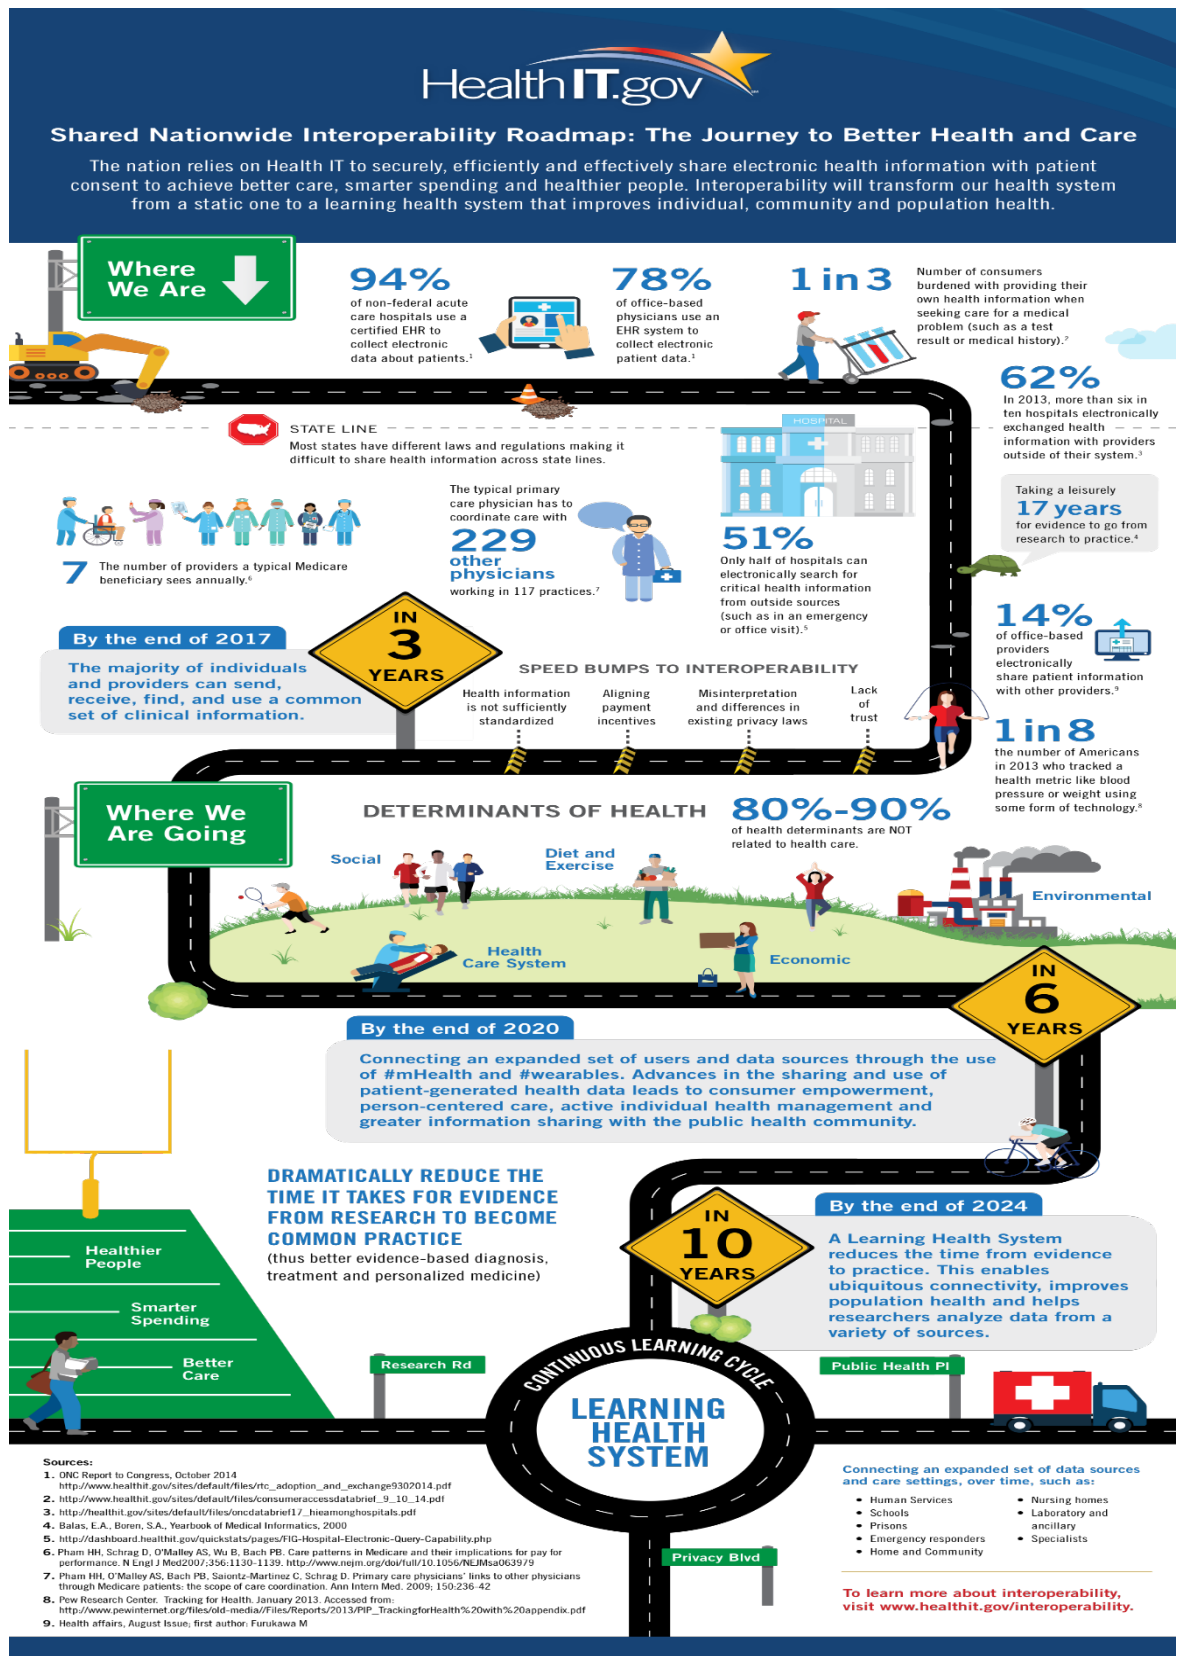 HealthIT.gov
Shared Nationwide Interoperability Roadmap: The Journey to Better Health and Care
The nation relies on Health IT to securely, efficiently and effectively share electronic health information with patient
consent to achieve better care, smarter spending and healthier people. Interoperability will transform our health system
from a static one to a learning health system that improves individual, community and population health.
Where
We Are
94%
of non-federal acute
care hospitals use a
certified EHR to
collect electronic
data about patients.1
78%
of office-based
physicians use an
EHR system to
collect electronic
patient data.1
1 in 3
Number of consumers
burdened with providing their
own health information when
seeking care for a medical
problem (such as a test
result or medical history).2
62%
In 2013, more than six in
ten hospitals electronically
exchanged health
information with providers
outside of their system.3
STATE LINE
Most states have different laws and regulations making it
difficult to share health information across state lines.
HOSPITAL
Taking a leisurely
17 years
for evidence to go from
research to practice.4
7
The number of providers a typical Medicare
beneficiary sees annually.6
The typical primary
care physician has to
coordinate care with
229
other
physicians
working in 117 practices.7
51%
Only half of hospitals can
electronically search for
critical health information
from outside sources
(such as in an emergency
or office visit).5
14%
of office-based
providers
electronically
share patient information
with other providers.9
By the end of 2017
The majority of individuals
and providers can send,
receive, find, and use a common
set of clinical information.
IN
3
YEARS
SPEED BUMPS TO INTEROPERABILITY
Health information
is not sufficiently
standardized
Aligning
payment
incentives
Misinterpretation
and differences in
existing privacy laws
Lack
of
trust
1 in 8
the number of Americans
in 2013 who tracked a
health metric like blood
pressure or weight using
some form of technology.8
Where We
Are Going
DETERMINANTS OF HEALTH
80%-90%
of health determinants are NOT
related to health care.
Social
Diet and
Exercise
Environmental
Health
Care System
Economic
IN
6
YEARS
By the end of 2020
Connecting an expanded set of users and data sources through the use
of #mHealth and #wearables. Advances in the sharing and use of
patient-generated health data leads to consumer empowerment,
person-centered care, active individual health management and
greater information sharing with the public health community.
DRAMATICALLY REDUCE THE
TIME IT TAKES FOR EVIDENCE
FROM RESEARCH TO BECOME
COMMON PRACTICE
(thus better evidence-based diagnosis,
treatment and personalized medicine)
IN
10
YEARS
By the end of 2024
A Learning Health System
reduces the time from evidence
to practice. This enables
ubiquitous connectivity, improves
population health and helps
researchers analyze data from a
variety of sources.
Healthier
People
Smarter
Spending
Better
Care
Research Rd
CONTINUOUS LEARNING CYCLE
LEARNING
HEALTH
SYSTEM
Public Health Pl
Privacy Blvd
Sources:
1. ONC Report to Congress, October 2014
http://www.healthit.gov/sites/default/files/rtc_adoption_and_exchange9302014.pdf
2. http://www.healthit.gov/sites/default/files/consumeraccessdatabrief_9_10_14.pdf
3. http://healthit.gov/sites/default/files/oncdatabrief17_hieamonghospitals.pdf
4. Balas, E.A., Boren, S.A., Yearbook of Medical Informatics, 2000
5. http://dashboard.healthit.gov/quickstats/pages/FIG-Hospital-Electronic-Query-Capability.php
6. Pham HH, Schrag D, O'Malley AS, Wu B, Bach PB. Care patterns in Medicare and their implications for pay for
performance. N Engl J Med2007;356:1130-1139. http://www.nejm.org/doi/full/10.1056/NEJMsa063979
7. Pham HH, O'Malley AS, Bach PB, Saiontz-Martinez C, Schrag D. Primary care physicians' links to other physicians
through Medicare patients: the scope of care coordination. Ann Intern Med. 2009; 150:236-42
8. Pew Research Center. Tracking for Health. January 2013. Accessed from:
http://www.pewinternet.org/files/old-media//Files/Reports/2013/PIP_TrackingforHealth%20with%20appendix.pdf
9. Health affairs, August Issue; first author: Furukawa M
Connecting an expanded set of data sources
and care settings, over time, such as:
• Human Services
• Schools
• Prisons
• Emergency responders
• Home and Community
• Nursing homes
• Laboratory and
ancillary
• Specialists
To learn more about interoperability,
visit www.healthit.gov/interoperability.